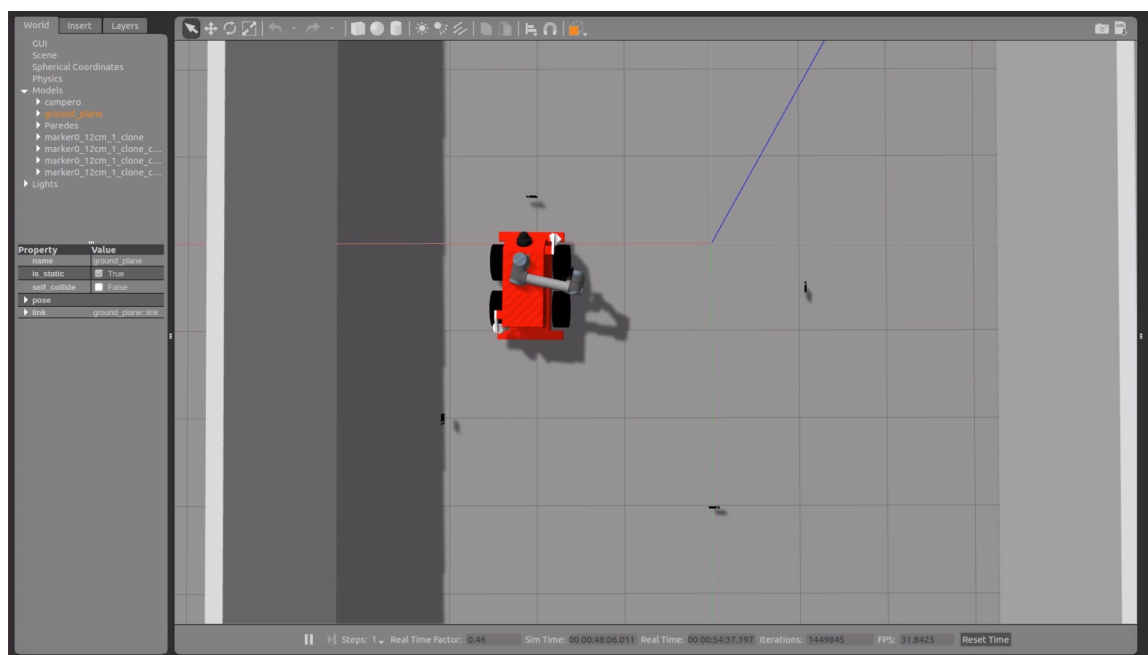 World Insert Layers
GUI
Scene
Spherical Coordinates
Physics
Models
campero
ground_plane
Paredes
marker0_12cm_1_clone
marker0_12cm_1_clone_c...
marker0_12cm_1_clone_c...
marker0_12cm_1_clone_c...
Lights
Property Value
name ground_plane
is_static True
self_collide False
pose
link ground_plane::link
Steps: 1 Real Time Factor: 0.46 Sim Time: 00 00:48:06.011 Real Time: 00 00:54:37.197 Iterations: 1449845 FPS: 31.8425 Reset Time